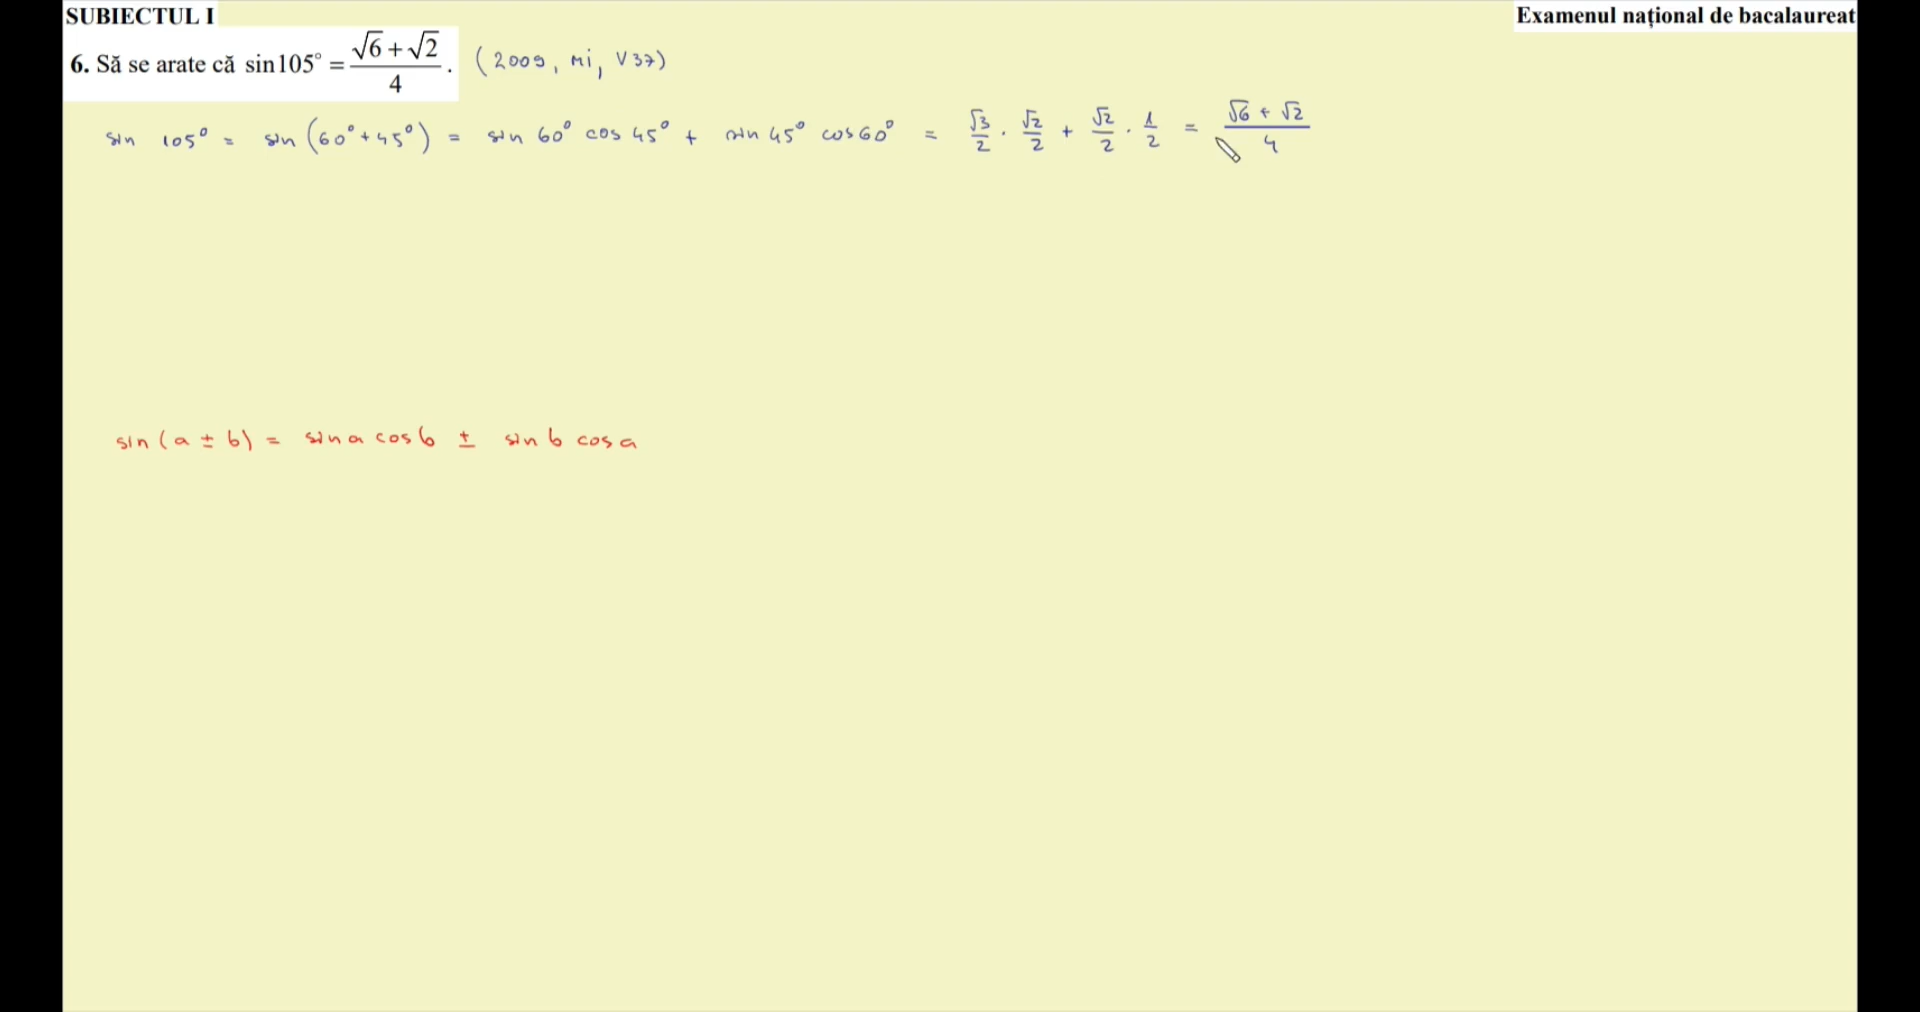 SUBIECTUL I
Examenul național de bacalaureat
6. Să se arate că sin105° = (√6+√2)/4 . (2009, MI, V37)
sin 105° = sin (60°+45°) = sin 60° cos 45° + sin 45° cos 60° = √3/2 · √2/2 + √2/2 · 1/2 = (√6 + √2)/4
sin (a ± b) = sin a cos b ± sin b cos a